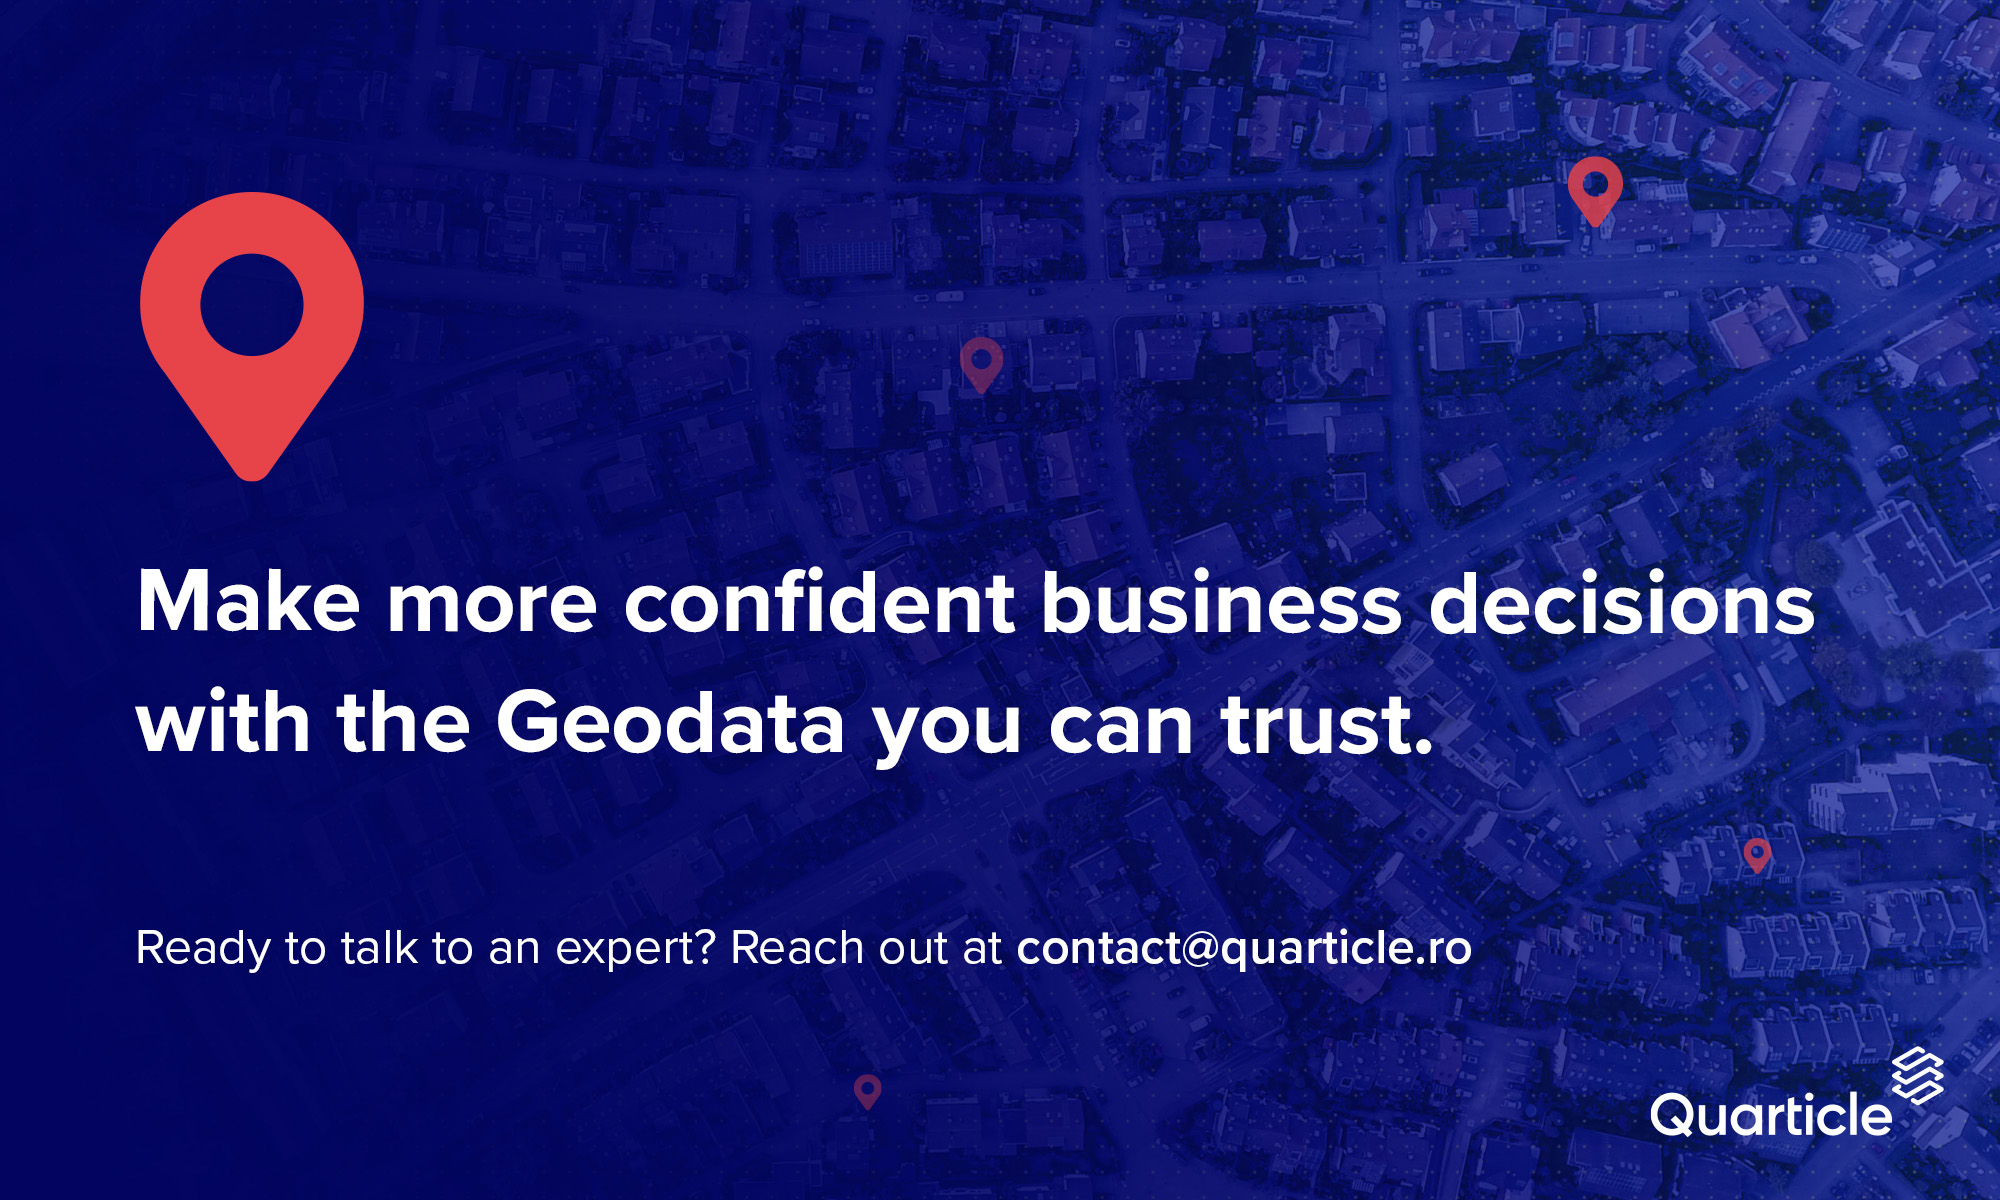 Make more confident business decisions
with the Geodata you can trust.
Ready to talk to an expert? Reach out at contact@quarticle.ro
Quarticle